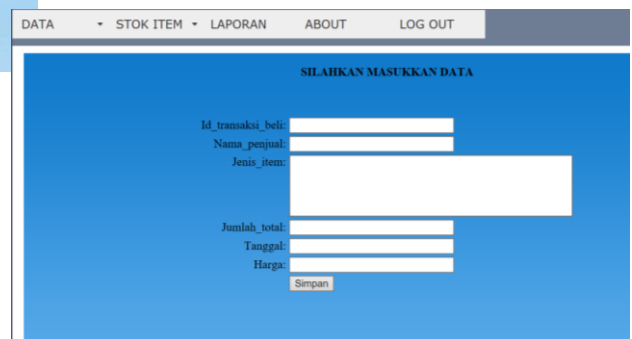 DATA STOK ITEM LAPORAN ABOUT LOG OUT
SILAHKAN MASUKKAN DATA
Id_transaksi_beli:
Nama_penjual:
Jenis_item:
Jumlah_total:
Tanggal:
Harga:
Simpan